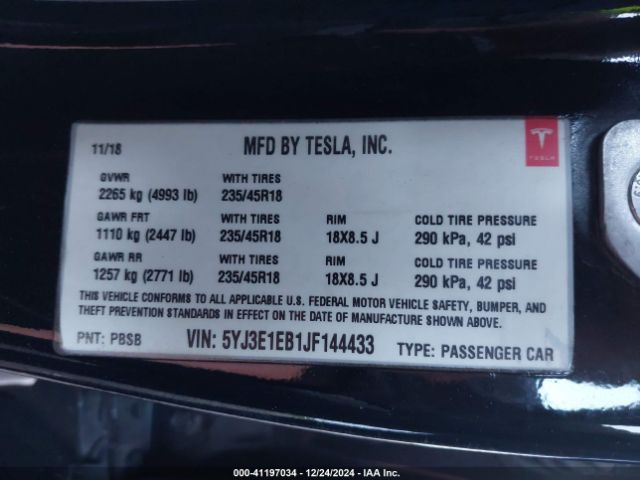 11/18 MFD BY TESLA, INC.
TESLA
GVWR WITH TIRES
2265 kg (4993 lb) 235/45R18
GAWR FRT WITH TIRES RIM COLD TIRE PRESSURE
1110 kg (2447 lb) 235/45R18 18X8.5 J 290 kPa, 42 psi
GAWR RR WITH TIRES RIM COLD TIRE PRESSURE
1257 kg (2771 lb) 235/45R18 18X8.5 J 290 kPa, 42 psi
THIS VEHICLE CONFORMS TO ALL APPLICABLE U.S. FEDERAL MOTOR VEHICLE SAFETY, BUMPER, AND
THEFT PREVENTION STANDARDS IN EFFECT ON THE DATE OF MANUFACTURE SHOWN ABOVE.
PNT: PBSB VIN: 5YJ3E1EB1JF144433 TYPE: PASSENGER CAR
000-41197034 - 12/24/2024 - IAA Inc.